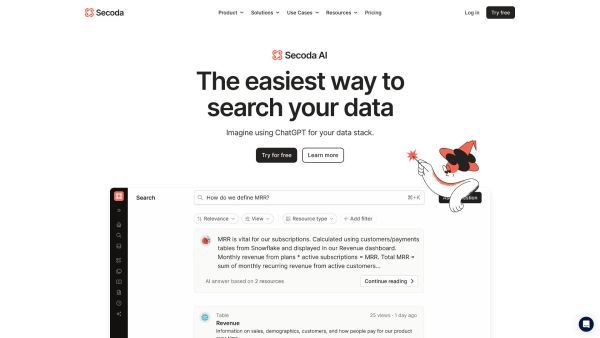 Secoda
Product Solutions Use Cases Resources Pricing
Log in Try free
Secoda AI
The easiest way to
search your data
Imagine using ChatGPT for your data stack.
Try for free Learn more
Search
How do we define MRR?
⌘+K
Relevance View Resource type + Add filter
MRR is vital for our subscriptions. Calculated using customers/payments
tables from Snowflake and displayed in our Revenue dashboard.
Monthly revenue from plans * active subscriptions = MRR. Total MRR =
sum of monthly recurring revenue from active customers...
AI answer based on 2 resources
Continue reading
Table
25 views · 1 day ago
Revenue
Information on sales, demographics, customers, and how people pay for our product